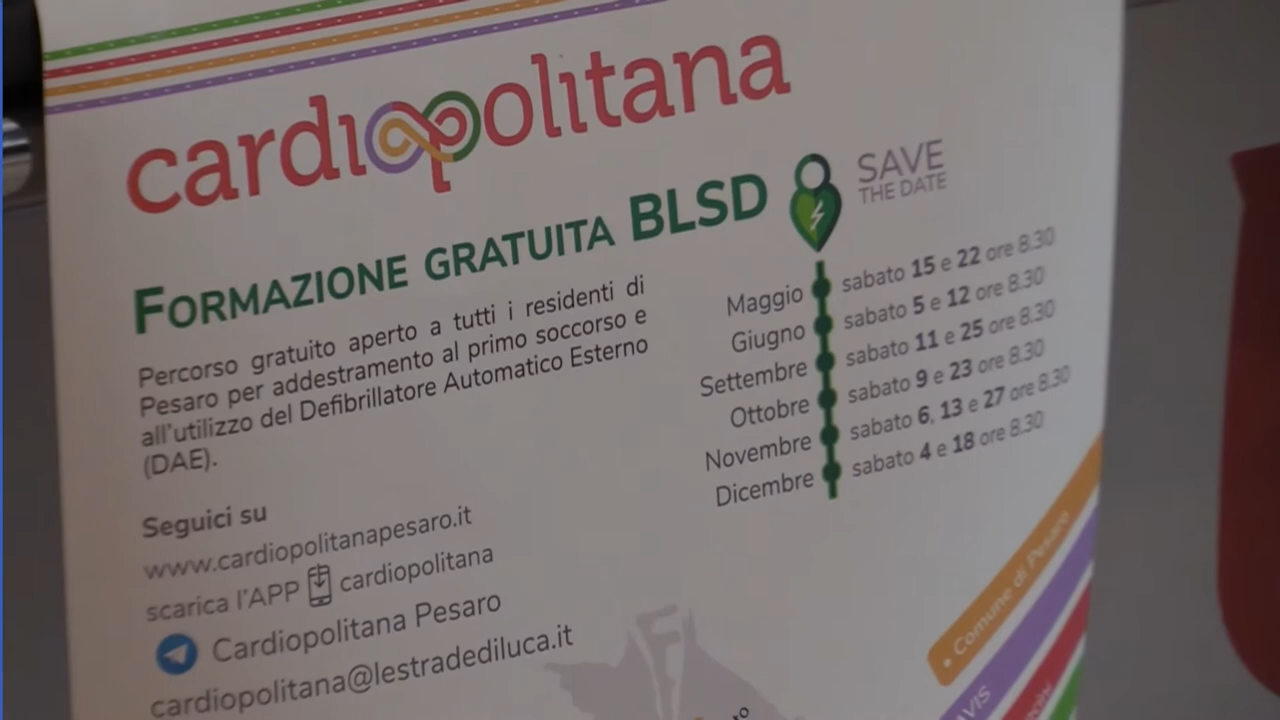 cardiopolitana
FORMAZIONE GRATUITA BLSD
SAVE
THE DATE
Percorso gratuito aperto a tutti i residenti di
Pesaro per addestramento al primo soccorso e
all'utilizzo del Defibrillatore Automatico Esterno
(DAE).
Maggio sabato 15 e 22 ore 8.30
Giugno sabato 5 e 12 ore 8.30
Settembre sabato 11 e 25 ore 8.30
Ottobre sabato 9 e 23 ore 8.30
Novembre sabato 6, 13 e 27 ore 8.30
Dicembre sabato 4 e 18 ore 8.30
Seguici su
www.cardiopolitanapesaro.it
scarica l'APP cardiopolitana
Cardiopolitana Pesaro
cardiopolitana@lestradediluca.it
• Comune di Pesaro
AVIS